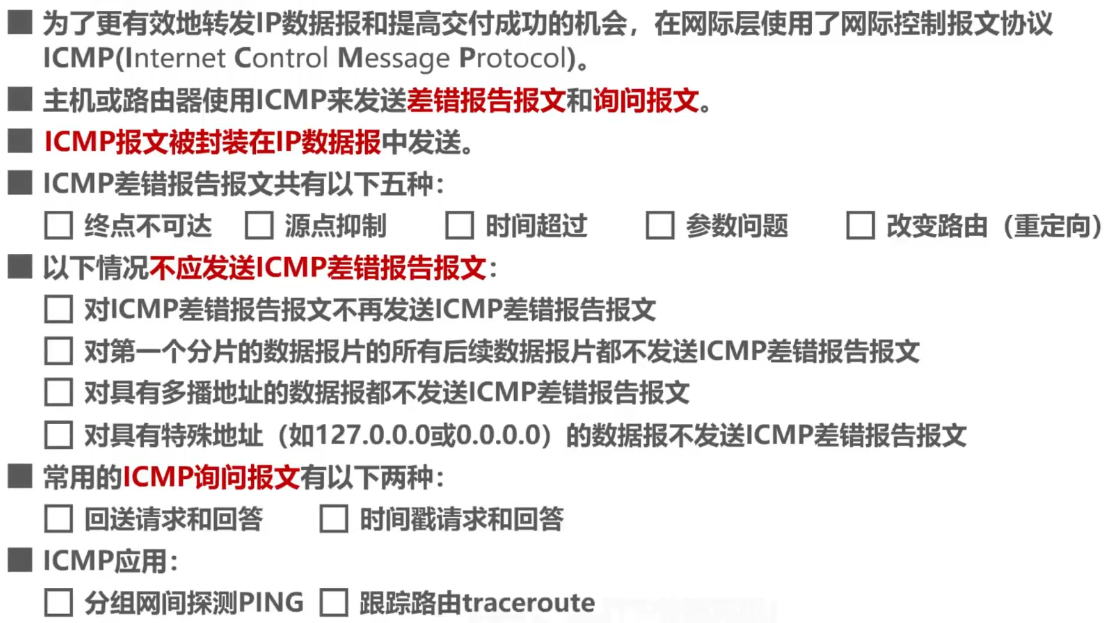 为了更有效地转发IP数据报和提高交付成功的机会，在网际层使用了网际控制报文协议
ICMP(Internet Control Message Protocol)。
主机或路由器使用ICMP来发送差错报告报文和询问报文。
ICMP报文被封装在IP数据报中发送。
ICMP差错报告报文共有以下五种：
终点不可达 源点抑制 时间超过 参数问题 改变路由（重定向）
以下情况不应发送ICMP差错报告报文：
对ICMP差错报告报文不再发送ICMP差错报告报文
对第一个分片的数据报片的所有后续数据报片都不发送ICMP差错报告报文
对具有多播地址的数据报都不发送ICMP差错报告报文
对具有特殊地址（如127.0.0.0或0.0.0.0）的数据报不发送ICMP差错报告报文
常用的ICMP询问报文有以下两种：
回送请求和回答 时间戳请求和回答
ICMP应用：
分组网间探测PING 跟踪路由traceroute